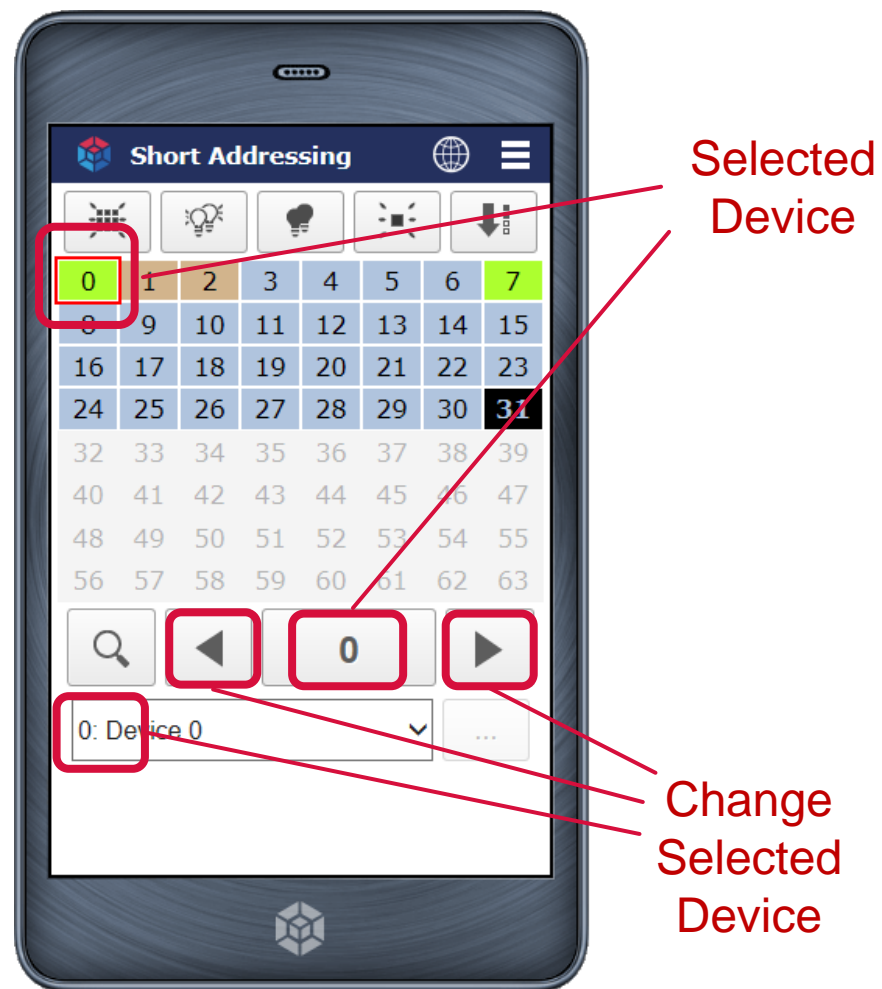 Short Addressing
Selected
Device
0 1 2 3 4 5 6 7
8 9 10 11 12 13 14 15
16 17 18 19 20 21 22 23
24 25 26 27 28 29 30 31
32 33 34 35 36 37 38 39
40 41 42 43 44 45 46 47
48 49 50 51 52 53 54 55
56 57 58 59 60 61 62 63
0
0: Device 0
...
Change
Selected
Device